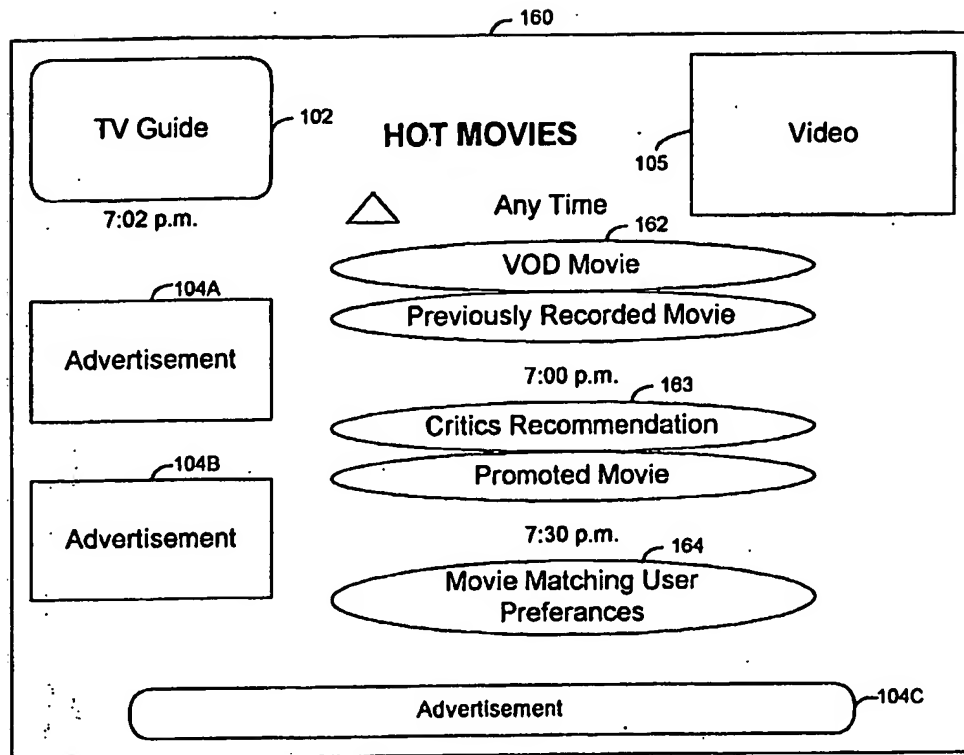 160
TV Guide
102
HOT MOVIES
105
Video
7:02 p.m.
Any Time
162
VOD Movie
Previously Recorded Movie
104A
Advertisement
7:00 p.m.
163
Critics Recommendation
Promoted Movie
104B
Advertisement
7:30 p.m.
164
Movie Matching User
Preferances
Advertisement
104C